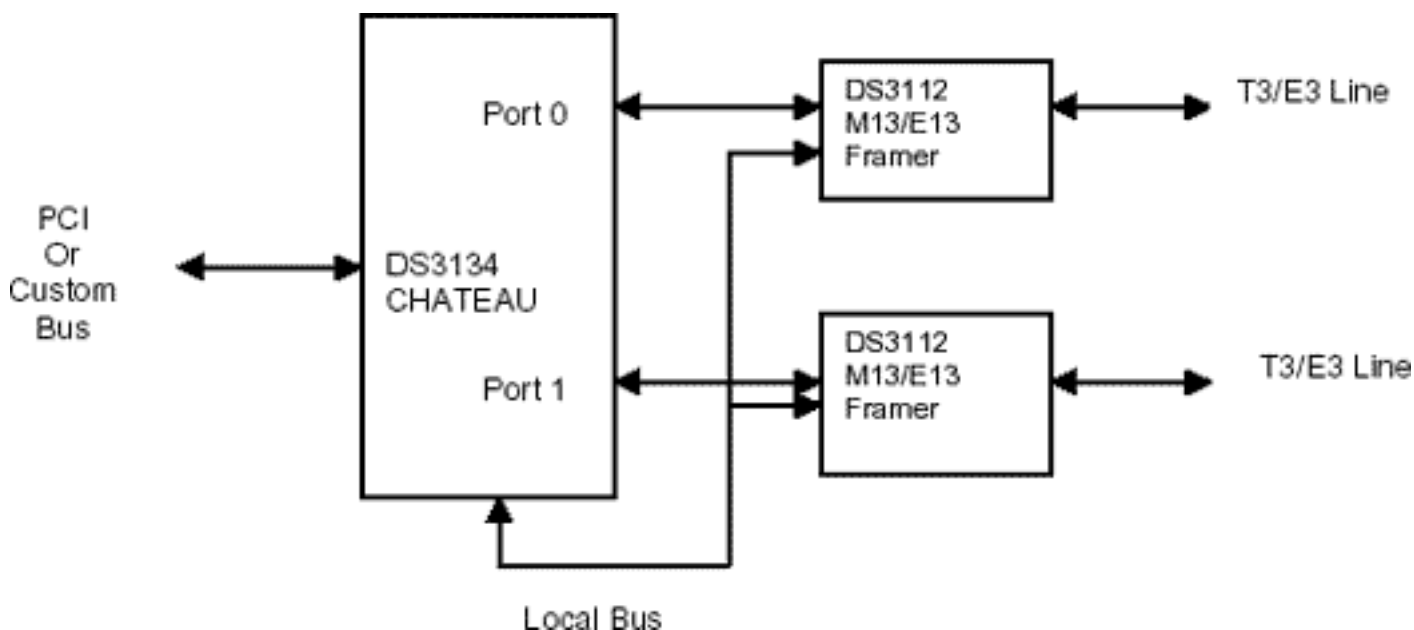 Port 0
DS3112
M13/E13
Framer
T3/E3 Line
PCI
Or
Custom
Bus
DS3134
CHATEAU
Port 1
DS3112
M13/E13
Framer
T3/E3 Line
Local Bus